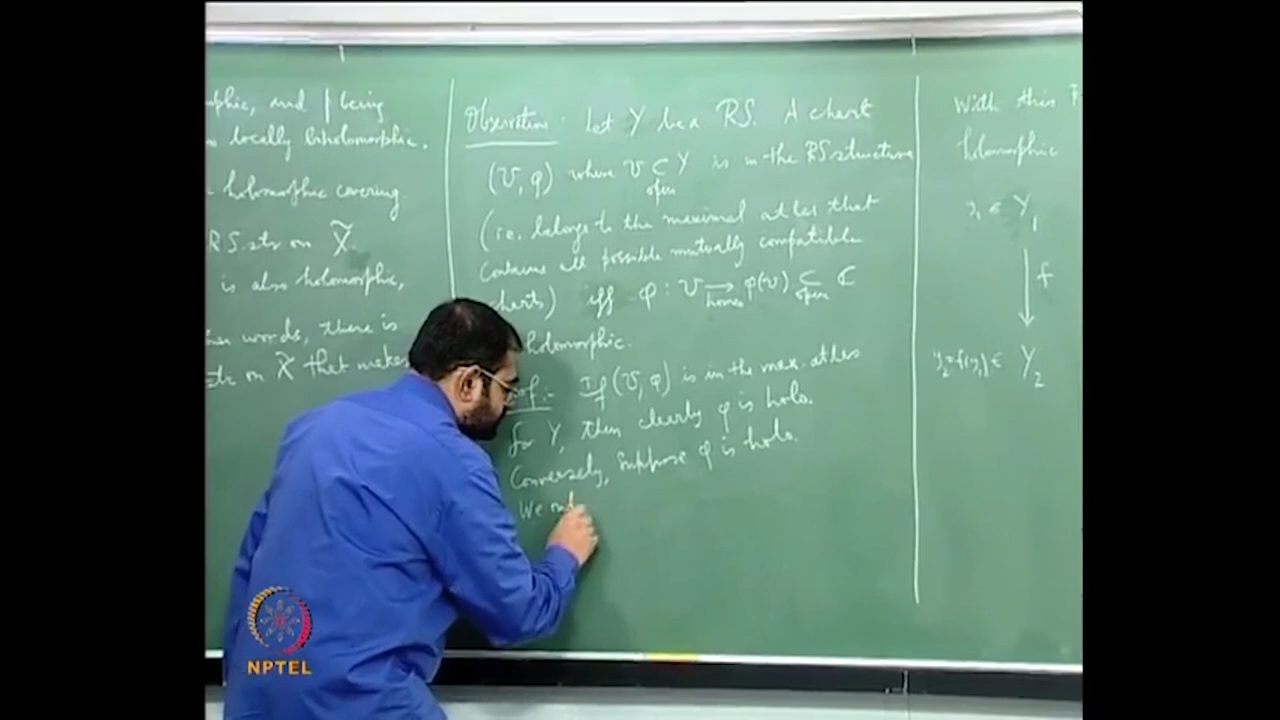 and p being
locally biholomorphic.
holomorphic covering
RS str on X̃.
is also holomorphic,
words, there is
on X̃ that makes
Observation: Let Y be a RS. A chart
(V, φ) where V ⊂ Y is in the RS structure
open
(i.e. belongs to the maximal atlas that
contains all possible mutually compatible
charts) iff φ : V → φ(V) ⊆ ℂ
homeo open
holomorphic.
If (V, φ) is in the max. atlas
for Y, then clearly φ is holo.
Conversely, suppose φ is holo.
We
With this
holomorphic
y₁ ∈ Y₁
f
y₂ = f(y₁) ∈ Y₂
NPTEL